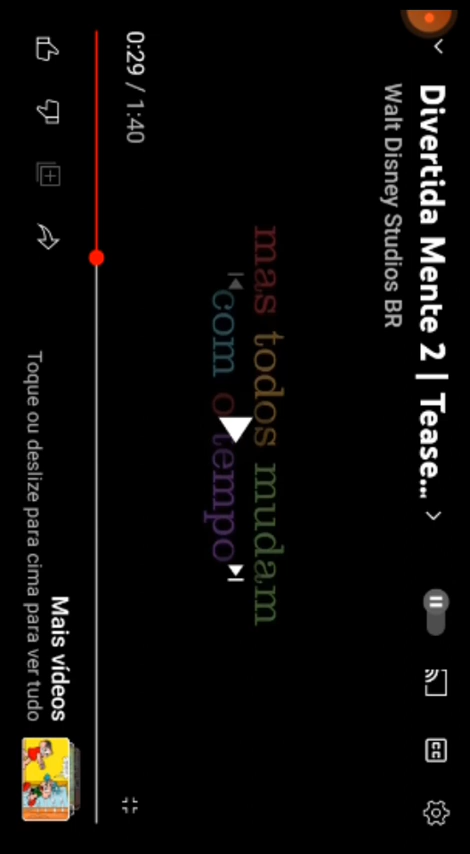 Divertida Mente 2 | Tease...
Walt Disney Studios BR
CC
mas todos mudam
com o tempo
0:29 / 1:40
Mais vídeos
Toque ou deslize para cima para ver tudo